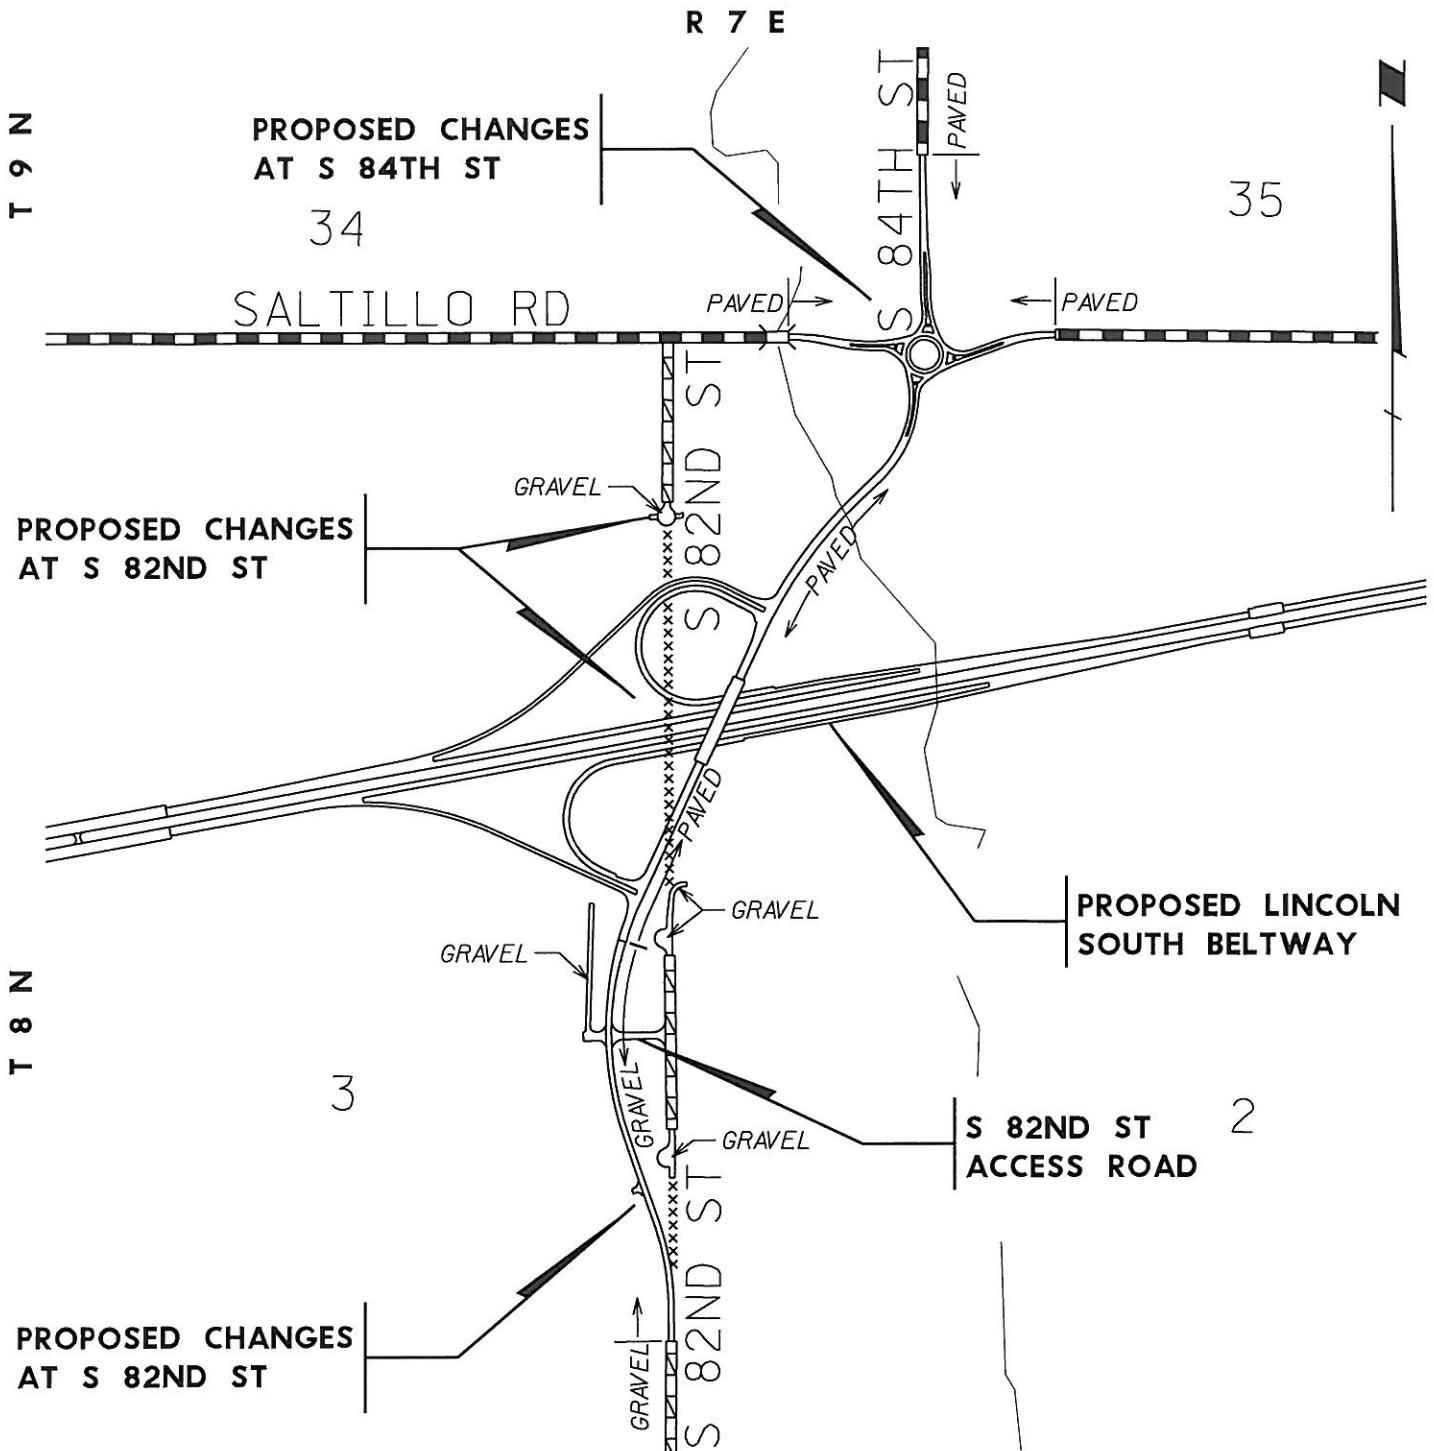 R 7 E
T 9 N
PROPOSED CHANGES
AT S 84TH ST
S 84TH ST
PAVED
34
35
SALTILLO RD
PAVED
PAVED
S 82ND ST
GRAVEL
PROPOSED CHANGES
AT S 82ND ST
S
PAVED
PAVED
GRAVEL
PROPOSED LINCOLN
SOUTH BELTWAY
GRAVEL
T 8 N
3
GRAVEL
GRAVEL
S 82ND ST
ACCESS ROAD
2
S 82ND ST
PROPOSED CHANGES
AT S 82ND ST
GRAVEL
S